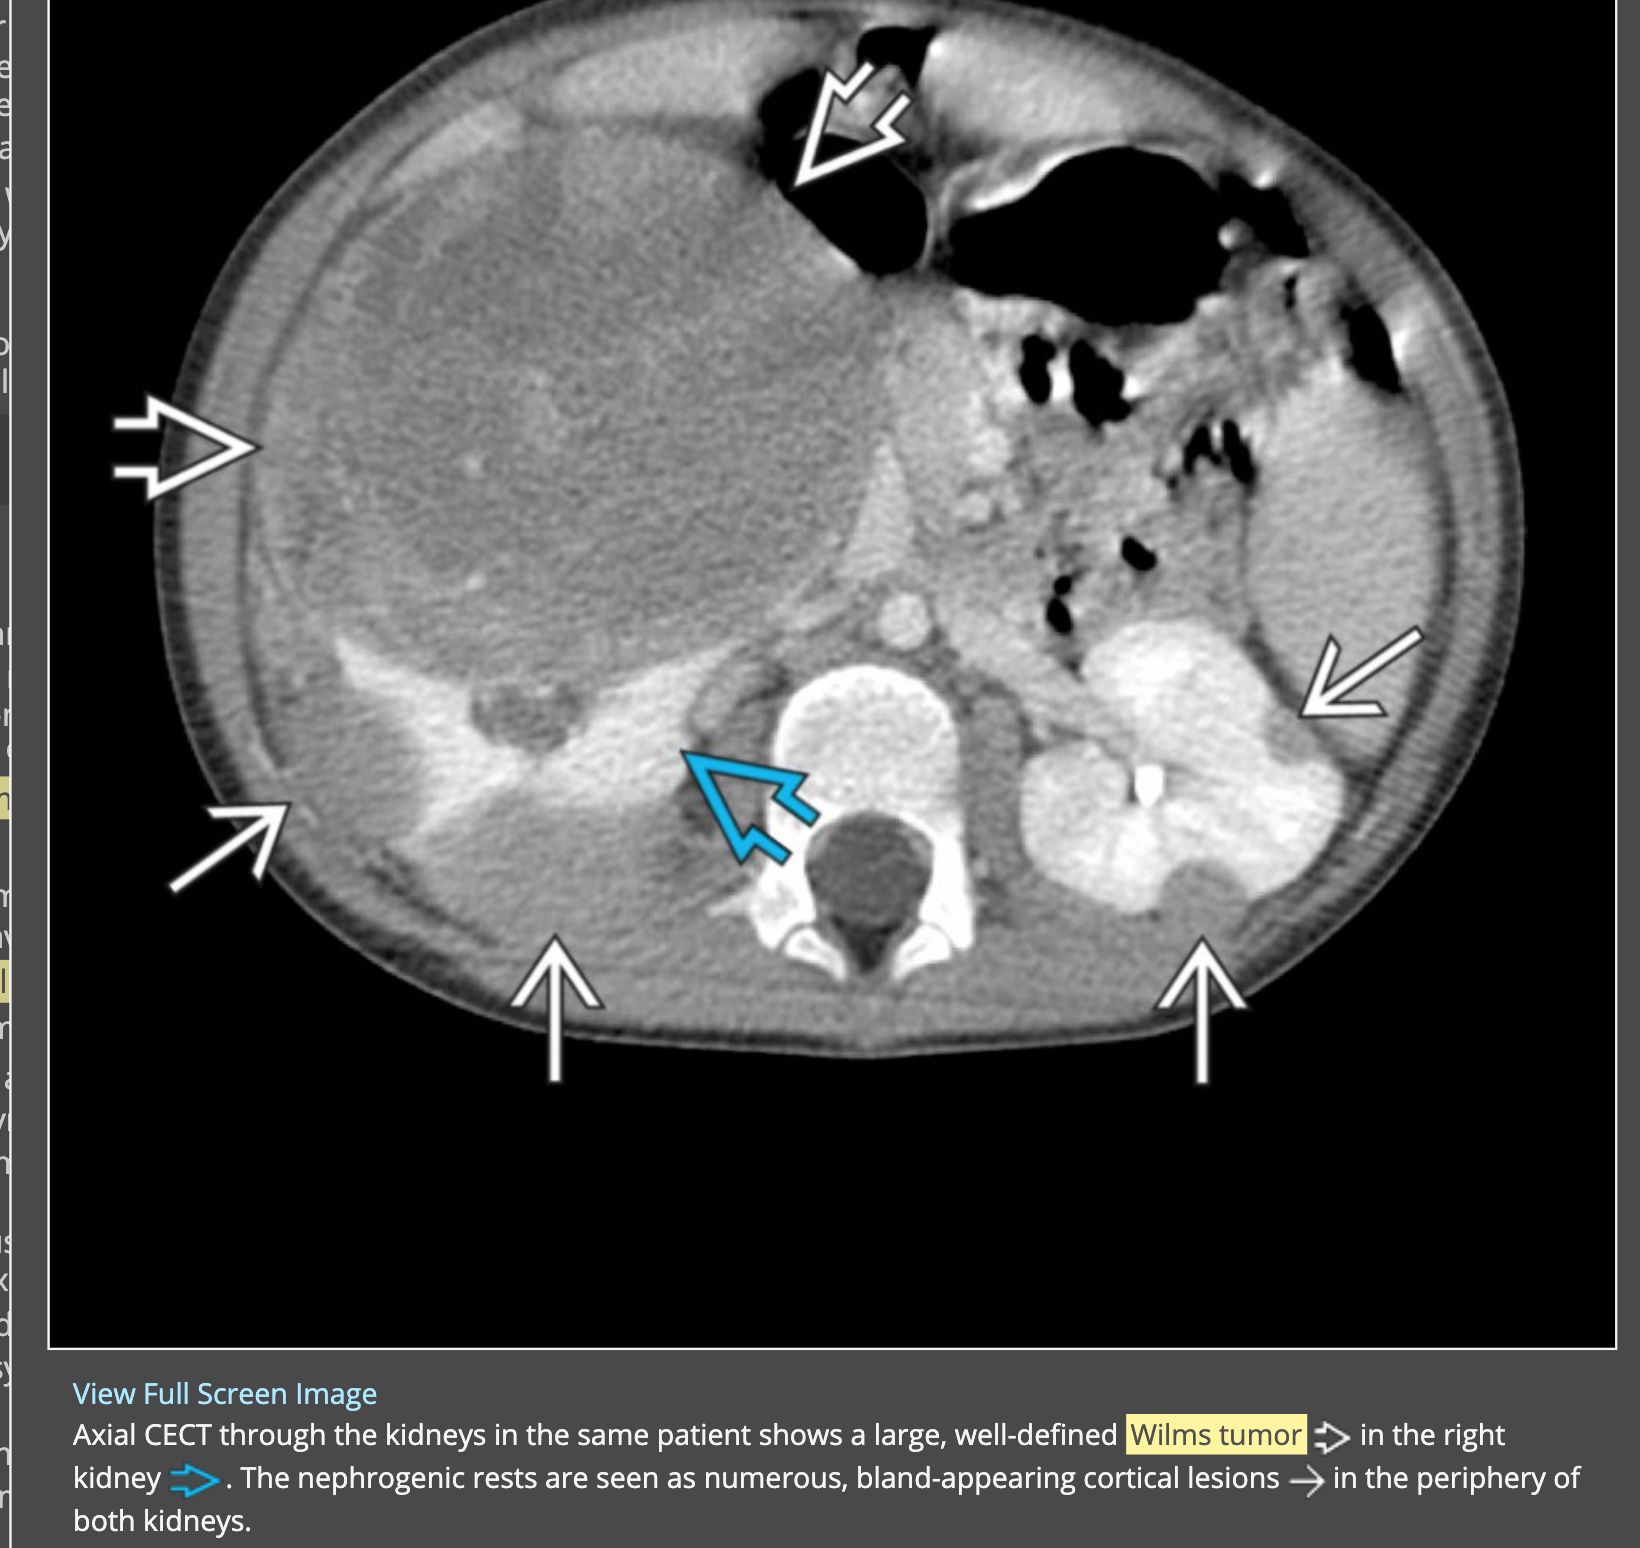 View Full Screen Image
Axial CECT through the kidneys in the same patient shows a large, well-defined Wilms tumor in the right
kidney . The nephrogenic rests are seen as numerous, bland-appearing cortical lesions in the periphery of
both kidneys.